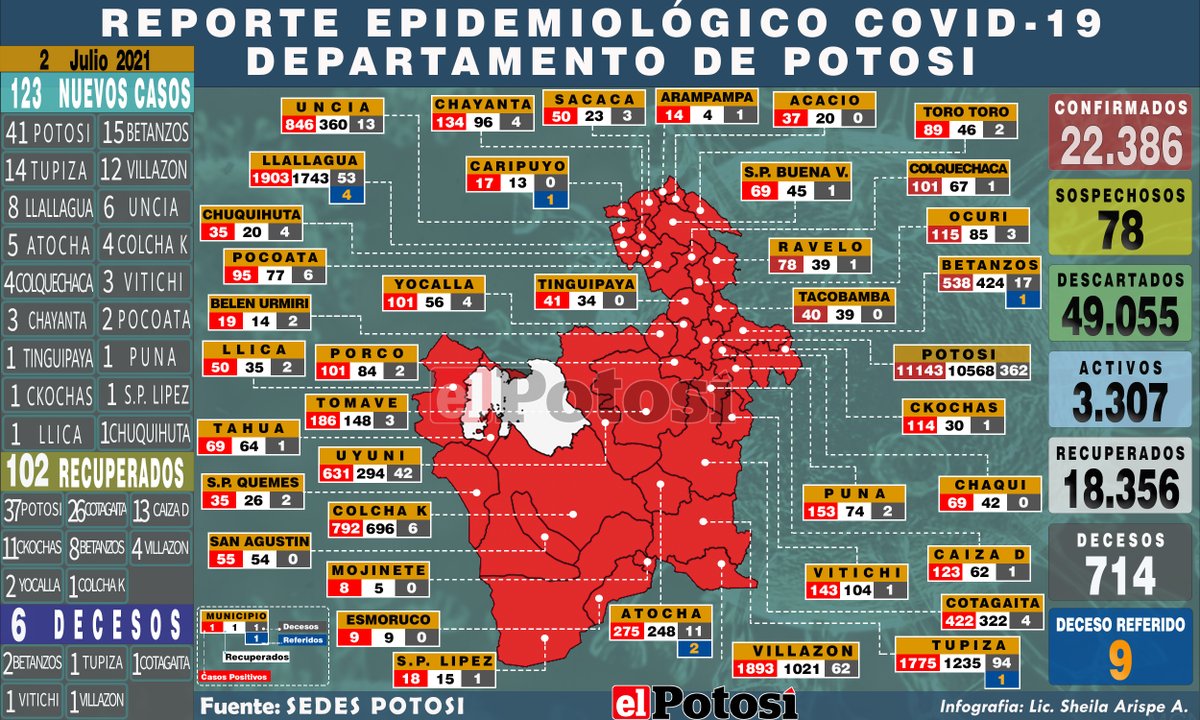 REPORTE EPIDEMIOLÓGICO COVID-19
DEPARTAMENTO DE POTOSI
2 Julio 2021
123 NUEVOS CASOS
41 POTOSI 15 BETANZOS
14 TUPIZA 12 VILLAZON
8 LLALLAGUA 6 UNCIA
5 ATOCHA 4 COLCHA K
4 COLQUECHACA 3 VITICHI
3 CHAYANTA 2 POCOATA
1 TINGUIPAYA 1 PUNA
1 CKOCHAS 1 S.P. LIPEZ
1 LLICA 1 CHUQUIHUTA
102 RECUPERADOS
37 POTOSI 26 COTAGAITA 13 CAIZA D
11 CKOCHAS 8 BETANZOS 4 VILLAZON
2 YOCALLA 1 COLCHA K
6 DECESOS
2 BETANZOS 1 TUPIZA 1 COTAGAITA
1 VITICHI 1 VILLAZON
UNCIA
846 360 13
CHAYANTA
134 96 4
SACACA
50 23 3
ARAMPAMPA
14 4 1
ACACIO
37 20 0
TORO TORO
89 46 2
LLALLAGUA
1903 1743 53
4
CARIPUYO
17 13 0
1
S.P. BUENA V.
69 45 1
COLQUECHACA
101 67 1
CHUQUIHUTA
35 20 4
OCURI
115 85 3
POCOATA
95 77 6
RAVELO
78 39 1
YOCALLA
101 56 4
TINGUIPAYA
41 34 0
BETANZOS
538 424 17
1
BELEN URMIRI
19 14 2
TACOBAMBA
40 39 0
LLICA
50 35 2
PORCO
101 84 2
POTOSI
11143 10568 362
el Potosí
TOMAVE
186 148 3
CKOCHAS
114 30 1
TAHUA
69 64 1
UYUNI
631 294 42
S.P. QUEMES
35 26 2
PUNA
153 74 2
CHAQUI
69 42 0
COLCHA K
792 696 6
SAN AGUSTIN
55 54 0
CAIZA D
123 62 1
MOJINETE
8 5 0
VITICHI
143 104 1
COTAGAITA
422 322 4
ESMORUCO
9 9 0
ATOCHA
275 248 11
2
TUPIZA
1775 1235 94
1
VILLAZON
1893 1021 62
S.P. LIPEZ
18 15 1
MUNICIPIO
1 1 1
1
Decesos
Referidos
Recuperados
Casos Positivos
CONFIRMADOS
22.386
SOSPECHOSOS
78
DESCARTADOS
49.055
ACTIVOS
3.307
RECUPERADOS
18.356
DECESOS
714
DECESO REFERIDO
9
Fuente: SEDES POTOSI
el Potosí
Infografia: Lic. Sheila Arispe A.